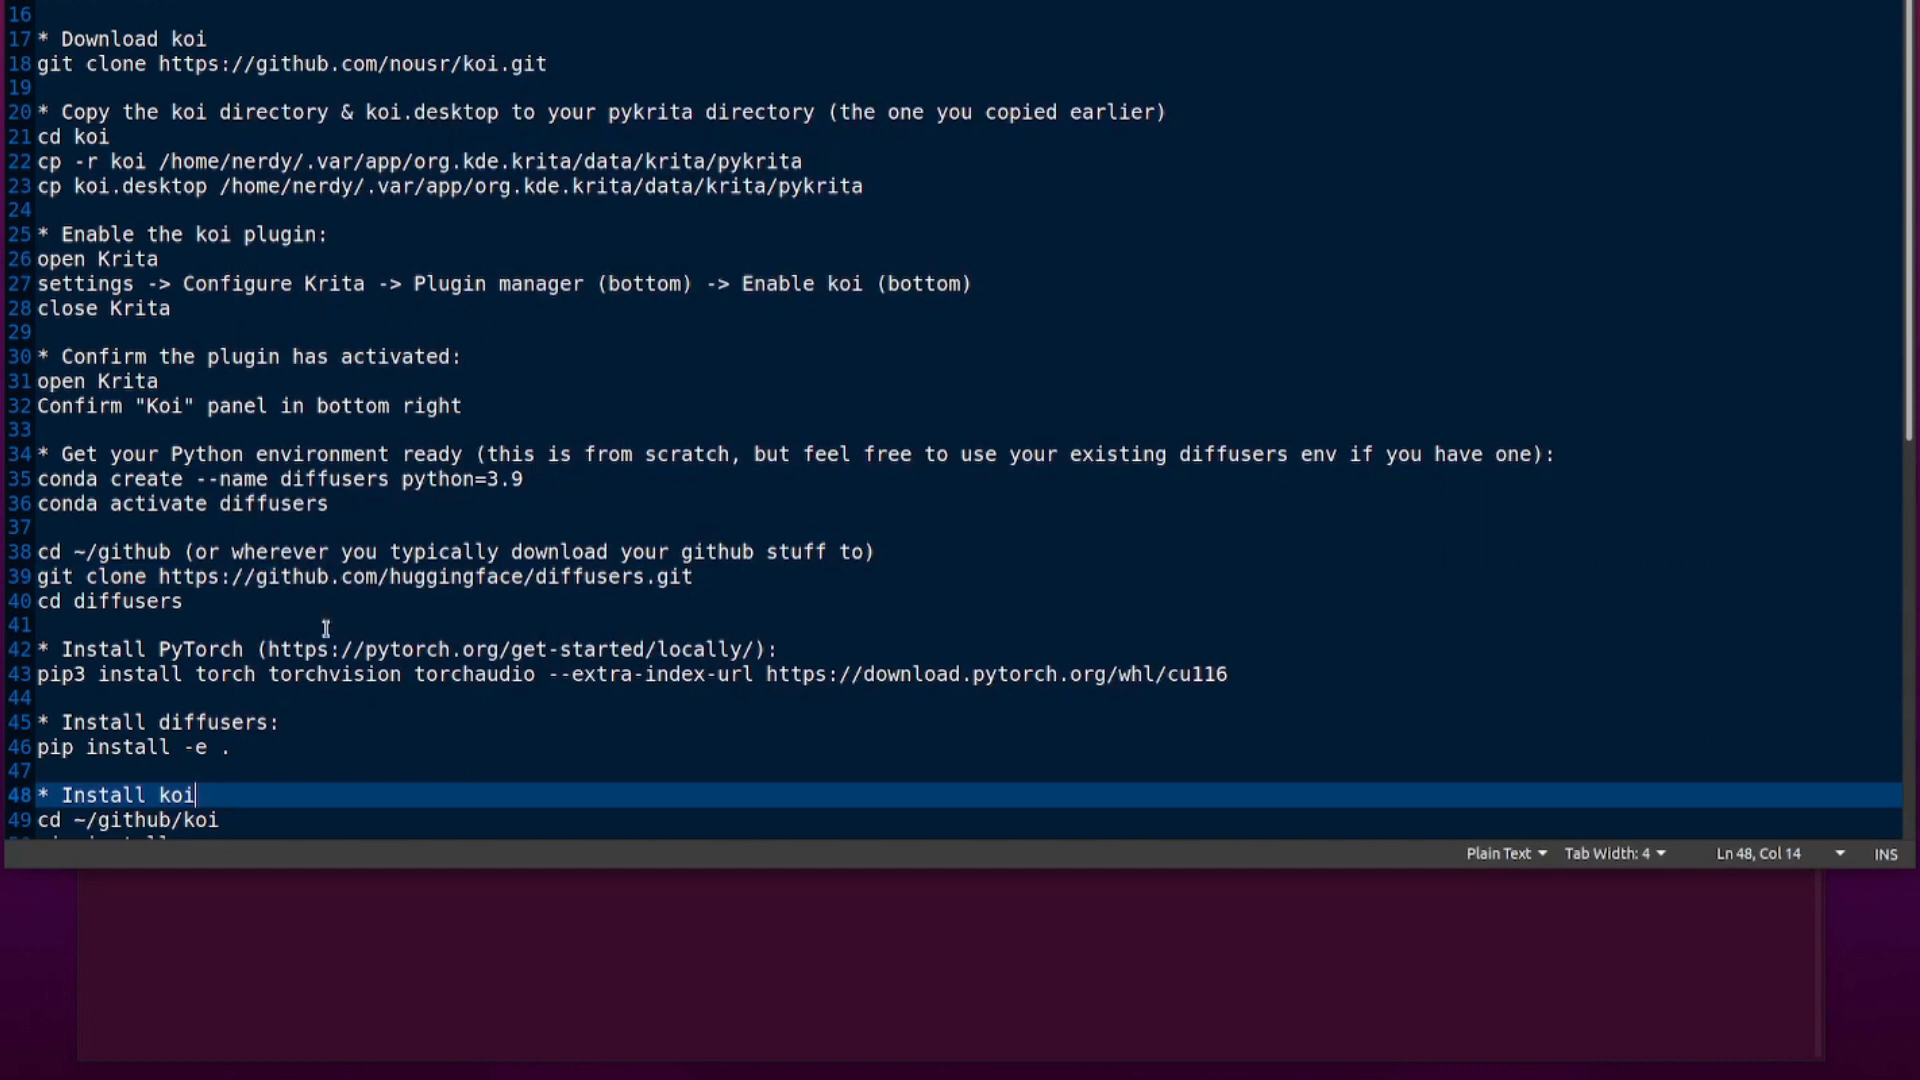 16
17 * Download koi
18 git clone https://github.com/nousr/koi.git
19
20 * Copy the koi directory & koi.desktop to your pykrita directory (the one you copied earlier)
21 cd koi
22 cp -r koi /home/nerdy/.var/app/org.kde.krita/data/krita/pykrita
23 cp koi.desktop /home/nerdy/.var/app/org.kde.krita/data/krita/pykrita
24
25 * Enable the koi plugin:
26 open Krita
27 settings -> Configure Krita -> Plugin manager (bottom) -> Enable koi (bottom)
28 close Krita
29
30 * Confirm the plugin has activated:
31 open Krita
32 Confirm "Koi" panel in bottom right
33
34 * Get your Python environment ready (this is from scratch, but feel free to use your existing diffusers env if you have one):
35 conda create --name diffusers python=3.9
36 conda activate diffusers
37
38 cd ~/github (or wherever you typically download your github stuff to)
39 git clone https://github.com/huggingface/diffusers.git
40 cd diffusers
41
42 * Install PyTorch (https://pytorch.org/get-started/locally/):
43 pip3 install torch torchvision torchaudio --extra-index-url https://download.pytorch.org/whl/cu116
44
45 * Install diffusers:
46 pip install -e .
47
48 * Install koi
49 cd ~/github/koi
Plain Text Tab Width: 4 Ln 48, Col 14 INS